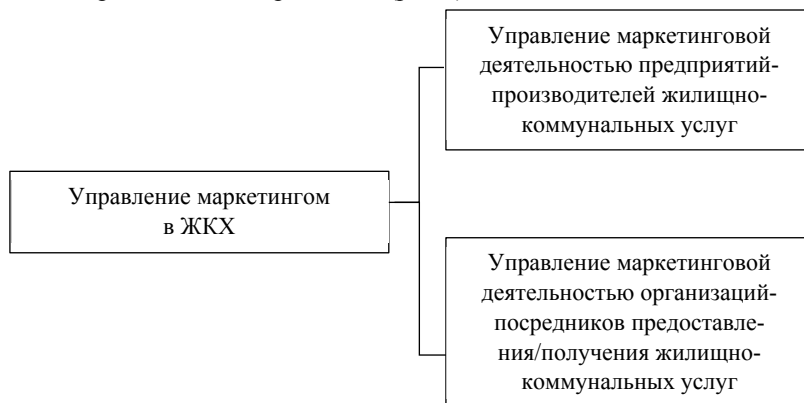 Управление маркетинговой
деятельностью предприятий-
производителей жилищно-
коммунальных услуг
Управление маркетингом
в ЖКХ
Управление маркетинговой
деятельностью организаций-
посредников предоставле-
ния/получения жилищно-
коммунальных услуг